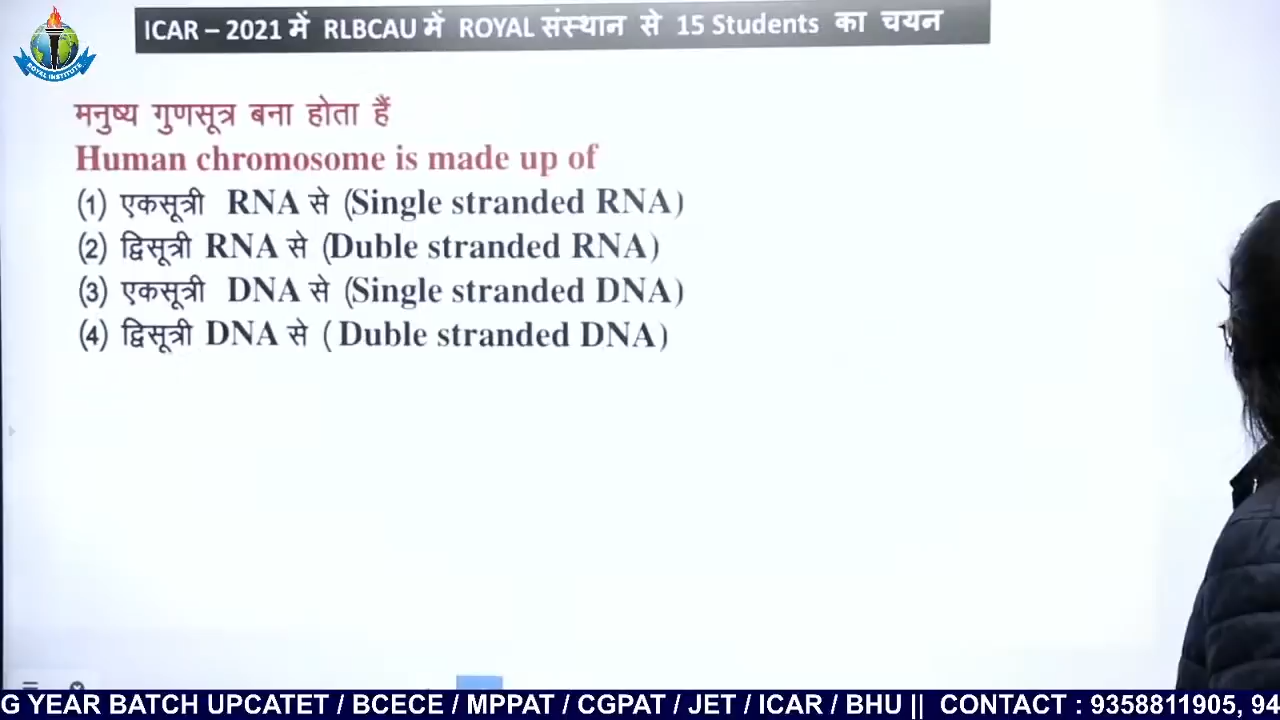 ICAR – 2021 में RLBCAU में ROYAL संस्थान से 15 Students का चयन
ROYAL INSTITUTE
मनुष्य गुणसूत्र बना होता हैं
Human chromosome is made up of
(1) एकसूत्री RNA से (Single stranded RNA)
(2) द्विसूत्री RNA से (Duble stranded RNA)
(3) एकसूत्री DNA से (Single stranded DNA)
(4) द्विसूत्री DNA से ( Duble stranded DNA)
G YEAR BATCH UPCATET / BCECE / MPPAT / CGPAT / JET / ICAR / BHU || CONTACT : 9358811905, 94